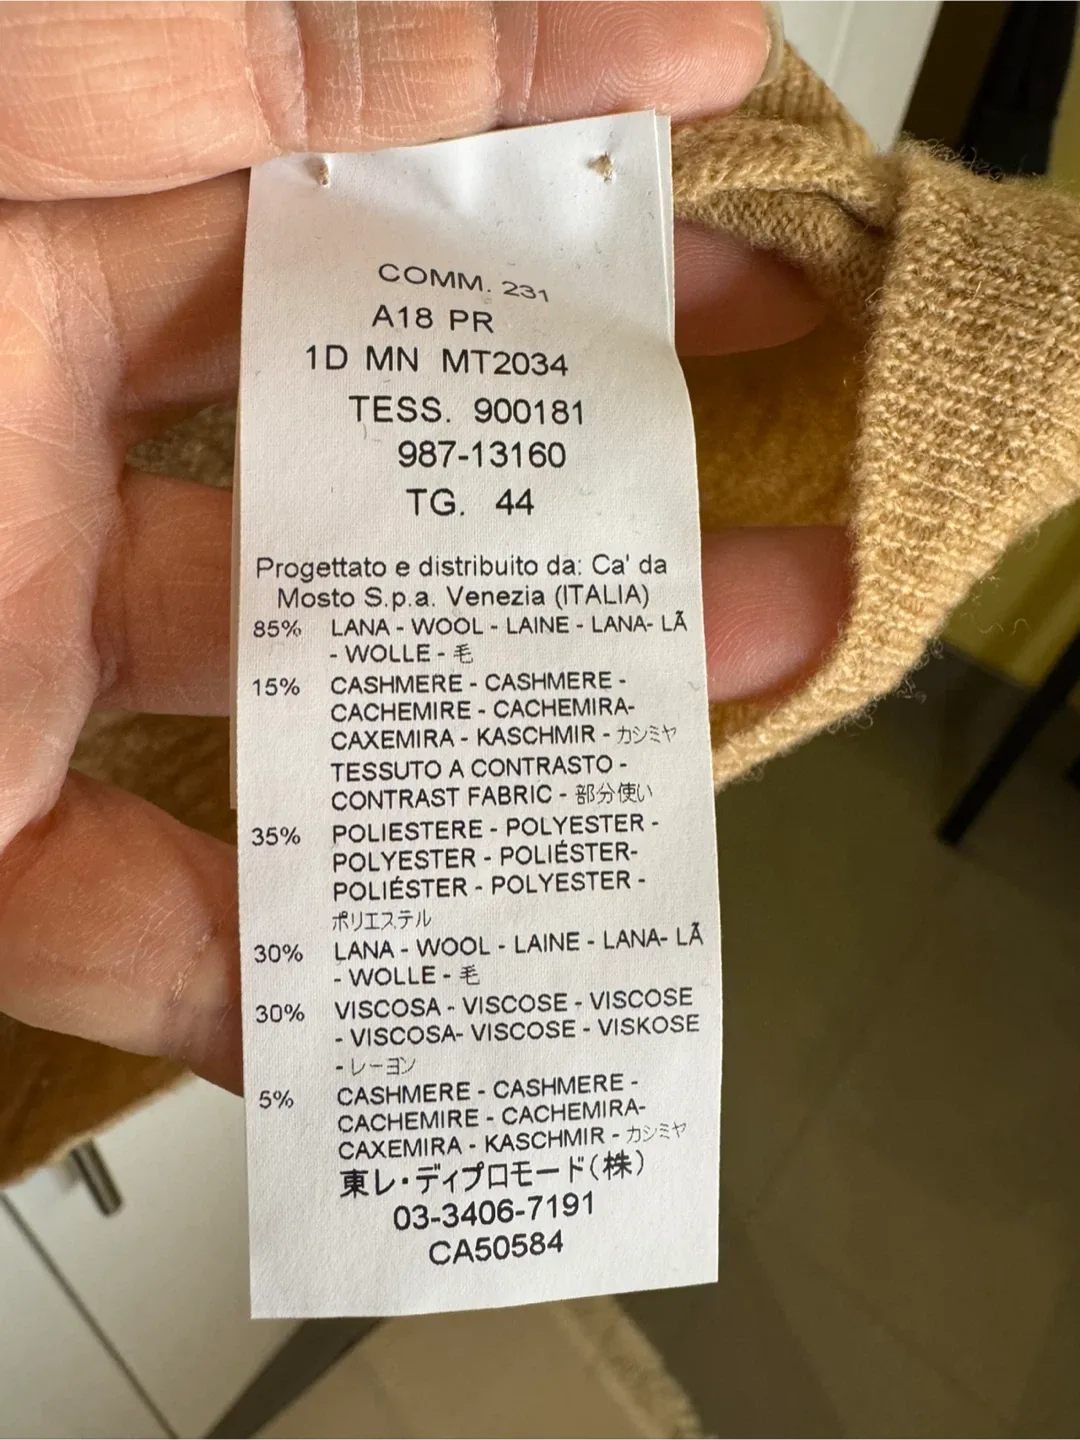 COMM. 231
A18 PR
1D MN MT2034
TESS. 900181
987-13160
TG. 44
Progettato e distribuito da: Ca' da
Mosto S.p.a. Venezia (ITALIA)
85% LANA - WOOL - LAINE - LANA- LÃ
- WOLLE - 毛
15% CASHMERE - CASHMERE -
CACHEMIRE - CACHEMIRA-
CAXEMIRA - KASCHMIR - カシミヤ
TESSUTO A CONTRASTO -
CONTRAST FABRIC - 部分使い
35% POLIESTERE - POLYESTER -
POLYESTER - POLIÉSTER-
POLIÉSTER - POLYESTER -
ポリエステル
30% LANA - WOOL - LAINE - LANA- LÃ
- WOLLE - 毛
30% VISCOSA - VISCOSE - VISCOSE
- VISCOSA- VISCOSE - VISKOSE
- レーヨン
5% CASHMERE - CASHMERE -
CACHEMIRE - CACHEMIRA-
CAXEMIRA - KASCHMIR - カシミヤ
東レ・ディプロモード(株)
03-3406-7191
CA50584